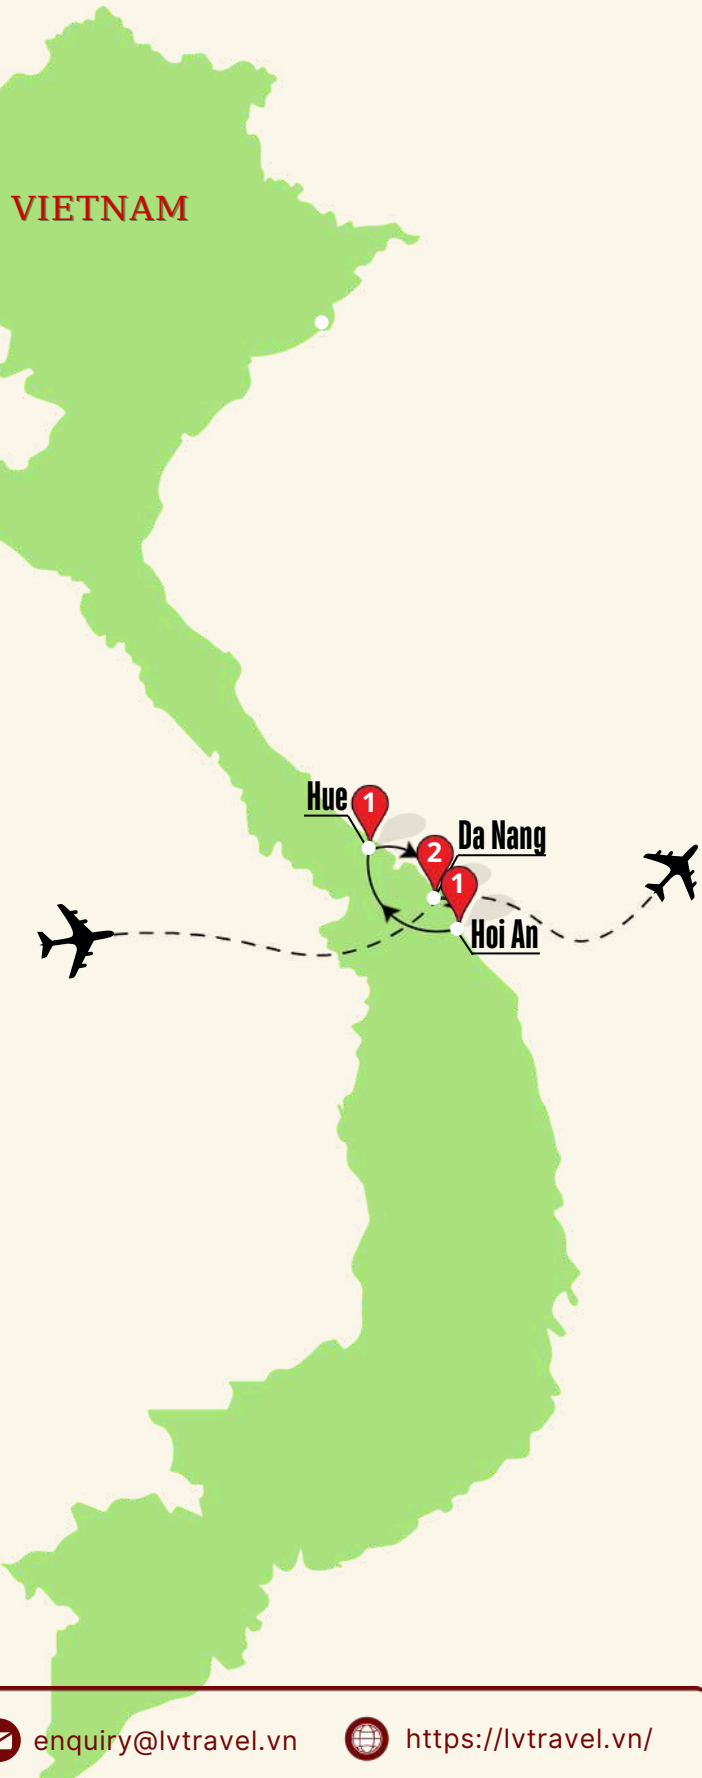 VIETNAM
Hue
1
Da Nang
2
1
Hoi An
enquiry@lvtravel.vn
https://lvtravel.vn/